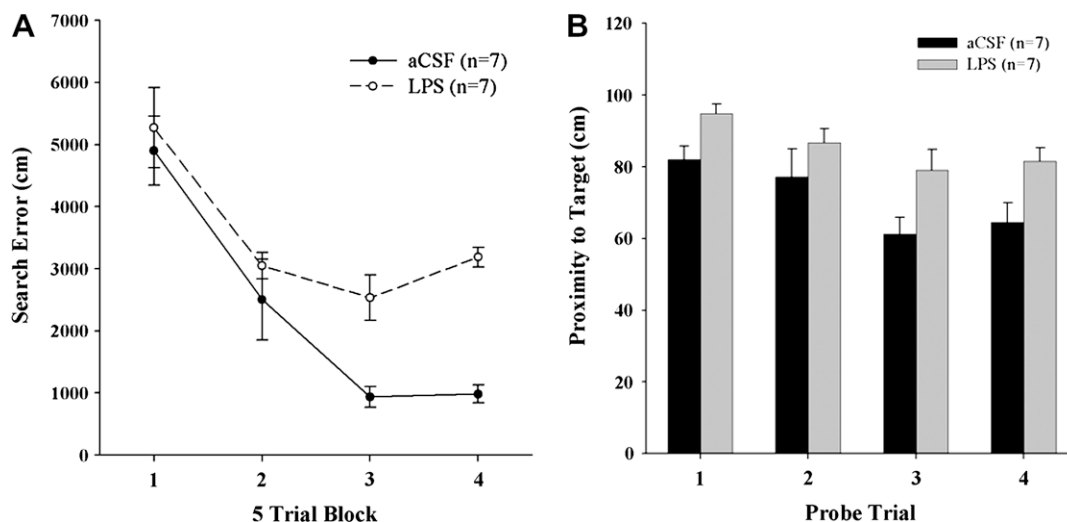 A
7000
6000
5000
4000
3000
2000
1000
0
Search Error (cm)
aCSF (n=7)
LPS (n=7)
1 2 3 4
5 Trial Block
B
120
100
80
60
40
20
0
Proximity to Target (cm)
aCSF (n=7)
LPS (n=7)
1 2 3 4
Probe Trial